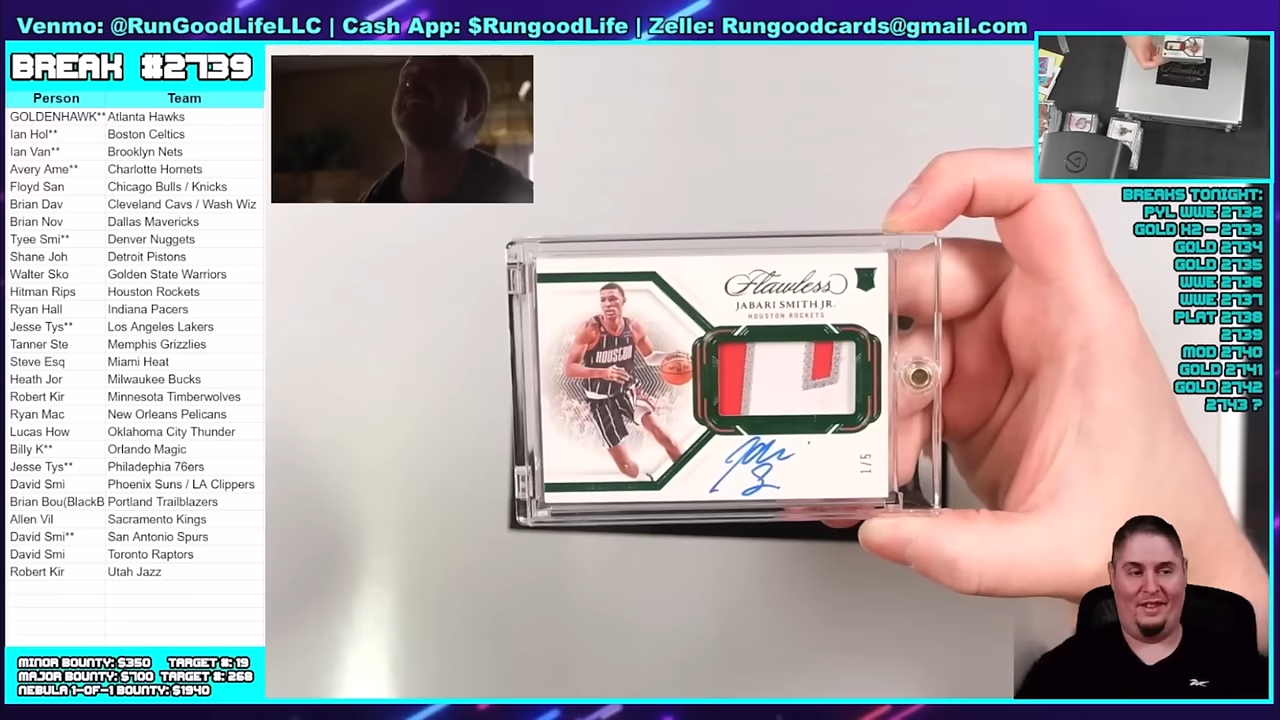 Venmo: @RunGoodLifeLLC | Cash App: $RungoodLife | Zelle: Rungoodcards@gmail.com
BREAK #2739
Person Team
GOLDENHAWK** Atlanta Hawks
Ian Hol** Boston Celtics
Ian Van** Brooklyn Nets
Avery Ame** Charlotte Hornets
Floyd San Chicago Bulls / Knicks
Brian Dav Cleveland Cavs / Wash Wiz
Brian Nov Dallas Mavericks
Tyee Smi** Denver Nuggets
Shane Joh Detroit Pistons
Walter Sko Golden State Warriors
Hitman Rips Houston Rockets
Ryan Hall Indiana Pacers
Jesse Tys** Los Angeles Lakers
Tanner Ste Memphis Grizzlies
Steve Esq Miami Heat
Heath Jor Milwaukee Bucks
Robert Kir Minnesota Timberwolves
Ryan Mac New Orleans Pelicans
Lucas How Oklahoma City Thunder
Billy K** Orlando Magic
Jesse Tys** Philadephia 76ers
David Smi Phoenix Suns / LA Clippers
Brian Bou(BlackB Portland Trailblazers
Allen Vil Sacramento Kings
David Smi** San Antonio Spurs
David Smi Toronto Raptors
Robert Kir Utah Jazz
MINOR BOUNTY: $350 TARGET #: 19
MAJOR BOUNTY: $700 TARGET #: 268
NEBULA 1-OF-1 BOUNTY: $1940
Flawless
JABARI SMITH JR.
HOUSTON ROCKETS
HOUSTON
1/5
BREAKS TONIGHT:
PYL WWE 2732
GOLD X2 - 2733
GOLD 2734
GOLD 2735
WWE 2736
WWE 2737
PLAT 2738
2739
MOD 2740
GOLD 2741
GOLD 2742
2743 ?